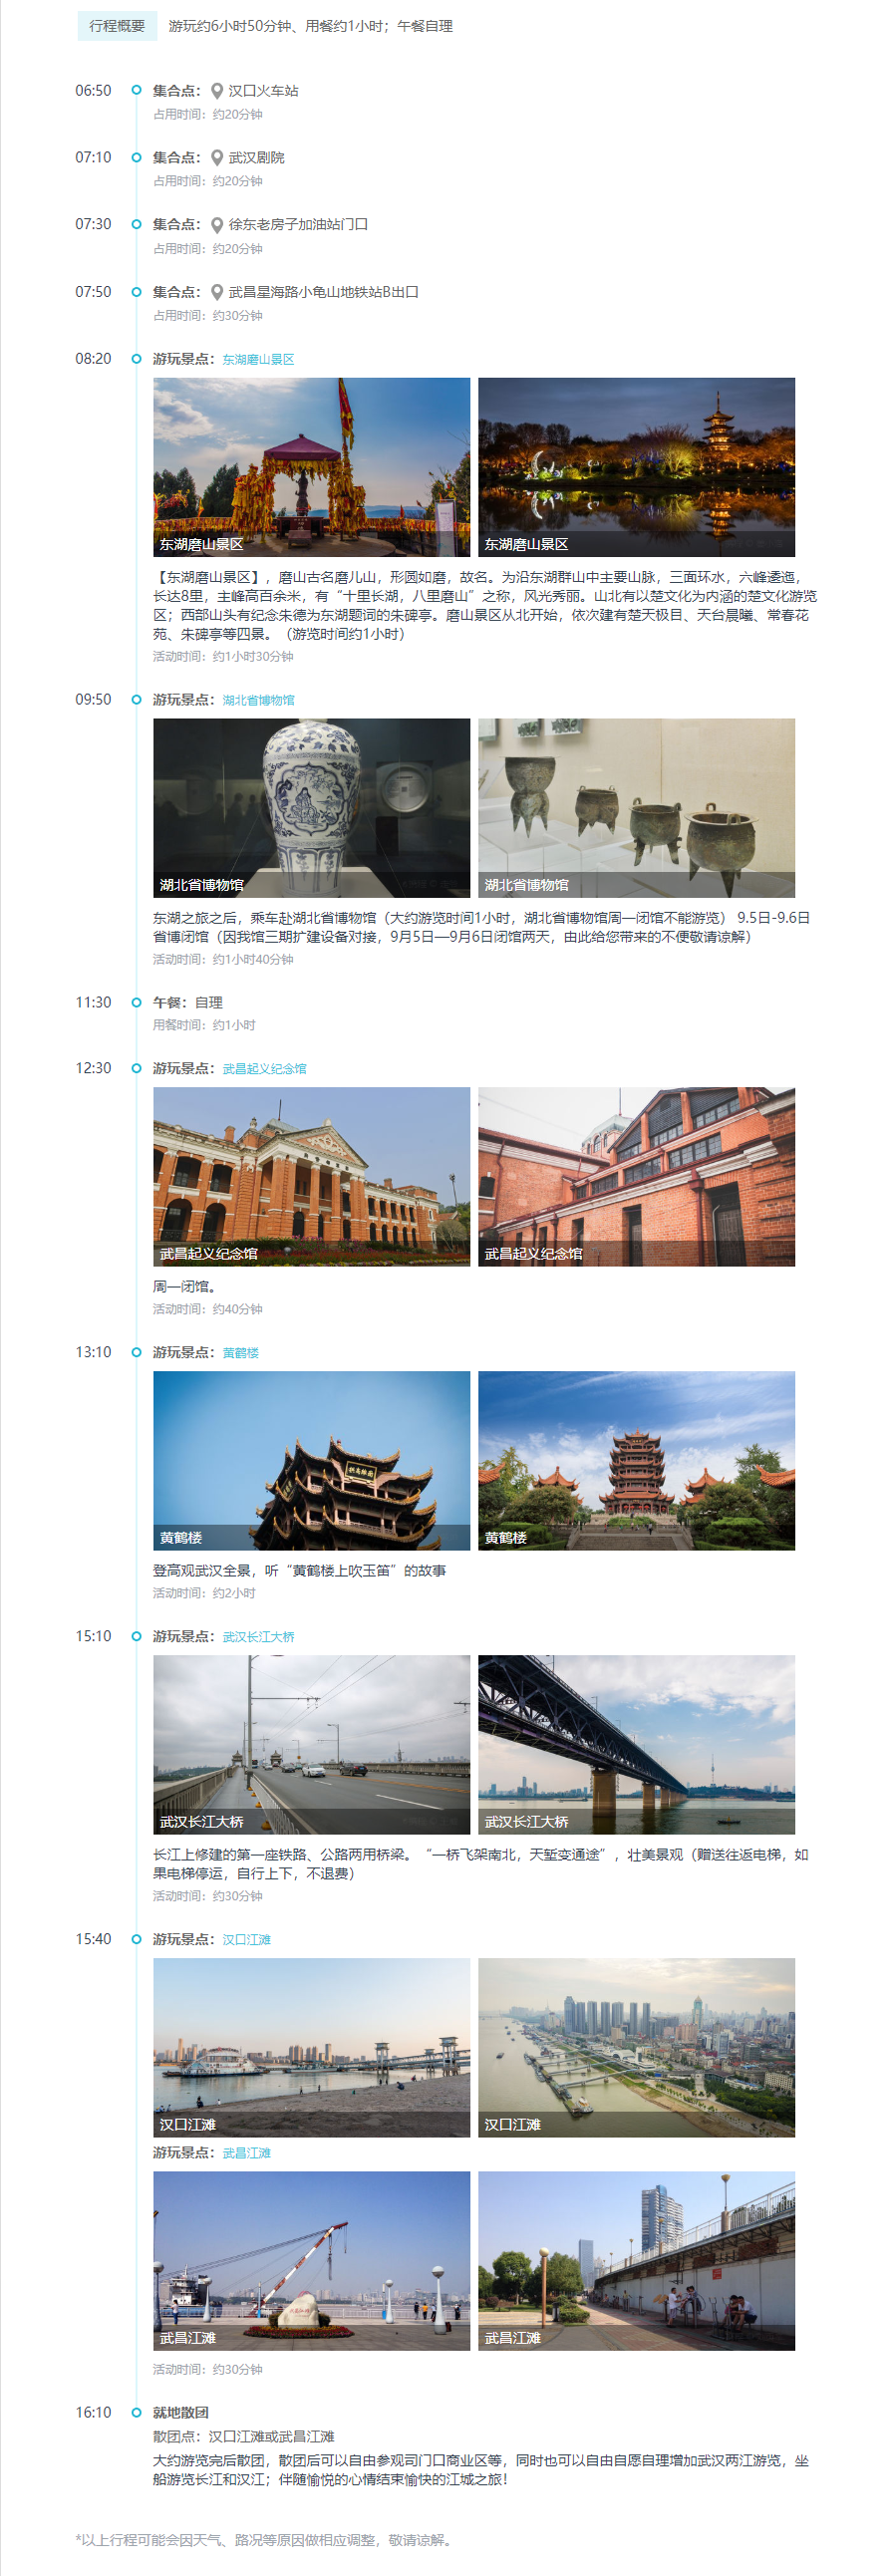 行程概要 游玩约6小时50分钟、用餐约1小时；午餐自理
06:50 集合点： 汉口火车站
占用时间：约20分钟
07:10 集合点： 武汉剧院
占用时间：约20分钟
07:30 集合点： 徐东老房子加油站门口
占用时间：约20分钟
07:50 集合点： 武昌星海路小龟山地铁站B出口
占用时间：约30分钟
08:20 游玩景点：东湖磨山景区
东湖磨山景区 东湖磨山景区
【东湖磨山景区】，磨山古名磨儿山，形圆如磨，故名。为沿东湖群山中主要山脉，三面环水，六峰逶迤，
长达8里，主峰高百余米，有“十里长湖，八里磨山”之称，风光秀丽。山北有以楚文化为内涵的楚文化游览
区；西部山头有纪念朱德为东湖题词的朱碑亭。磨山景区从北开始，依次建有楚天极目、天台晨曦、常春花
苑、朱碑亭等四景。（游览时间约1小时）
活动时间：约1小时30分钟
09:50 游玩景点：湖北省博物馆
湖北省博物馆 湖北省博物馆
东湖之旅之后，乘车赴湖北省博物馆（大约游览时间1小时，湖北省博物馆周一闭馆不能游览） 9.5日-9.6日
省博闭馆（因我馆三期扩建设备对接，9月5日—9月6日闭馆两天，由此给您带来的不便敬请谅解）
活动时间：约1小时40分钟
11:30 午餐：自理
用餐时间：约1小时
12:30 游玩景点：武昌起义纪念馆
武昌起义纪念馆 武昌起义纪念馆
周一闭馆。
活动时间：约40分钟
13:10 游玩景点：黄鹤楼
黄鹤楼 黄鹤楼
登高观武汉全景，听“黄鹤楼上吹玉笛”的故事
活动时间：约2小时
15:10 游玩景点：武汉长江大桥
武汉长江大桥 武汉长江大桥
长江上修建的第一座铁路、公路两用桥梁。“一桥飞架南北，天堑变通途”，壮美景观（赠送往返电梯，如
果电梯停运，自行上下，不退费）
活动时间：约30分钟
15:40 游玩景点：汉口江滩
汉口江滩 汉口江滩
游玩景点：武昌江滩
武昌江滩 武昌江滩
活动时间：约30分钟
16:10 就地散团
散团点：汉口江滩或武昌江滩
大约游览完后散团，散团后可以自由参观司门口商业区等，同时也可以自由自愿自理增加武汉两江游览，坐
船游览长江和汉江；伴随愉悦的心情结束愉快的江城之旅！
*以上行程可能会因天气、路况等原因做相应调整，敬请谅解。